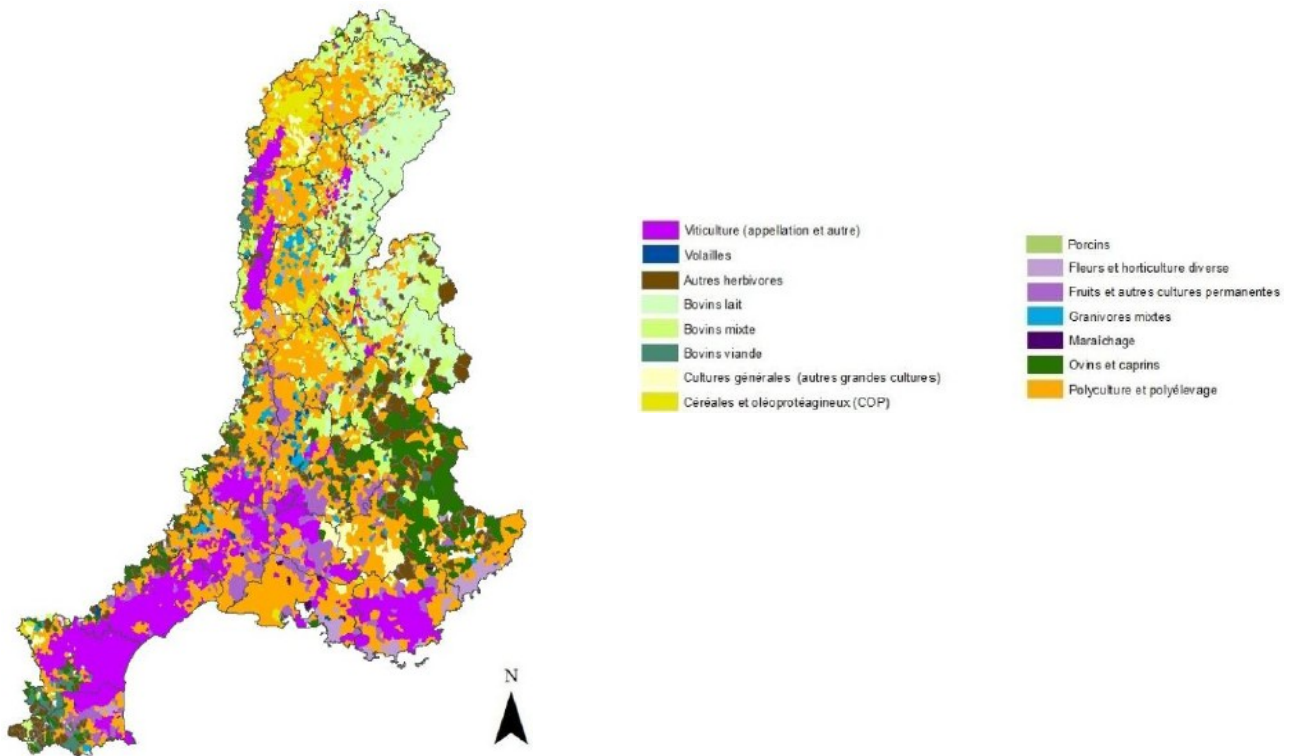 Viticulture (appellation et autre)
Volailles
Autres herbivores
Bovins lait
Bovins mixte
Bovins viande
Cultures générales (autres grandes cultures)
Céréales et oléoprotéagineux (COP)
Porcins
Fleurs et horticulture diverse
Fruits et autres cultures permanentes
Granivores mixtes
Maraîchage
Ovins et caprins
Polyculture et polyélevage
N